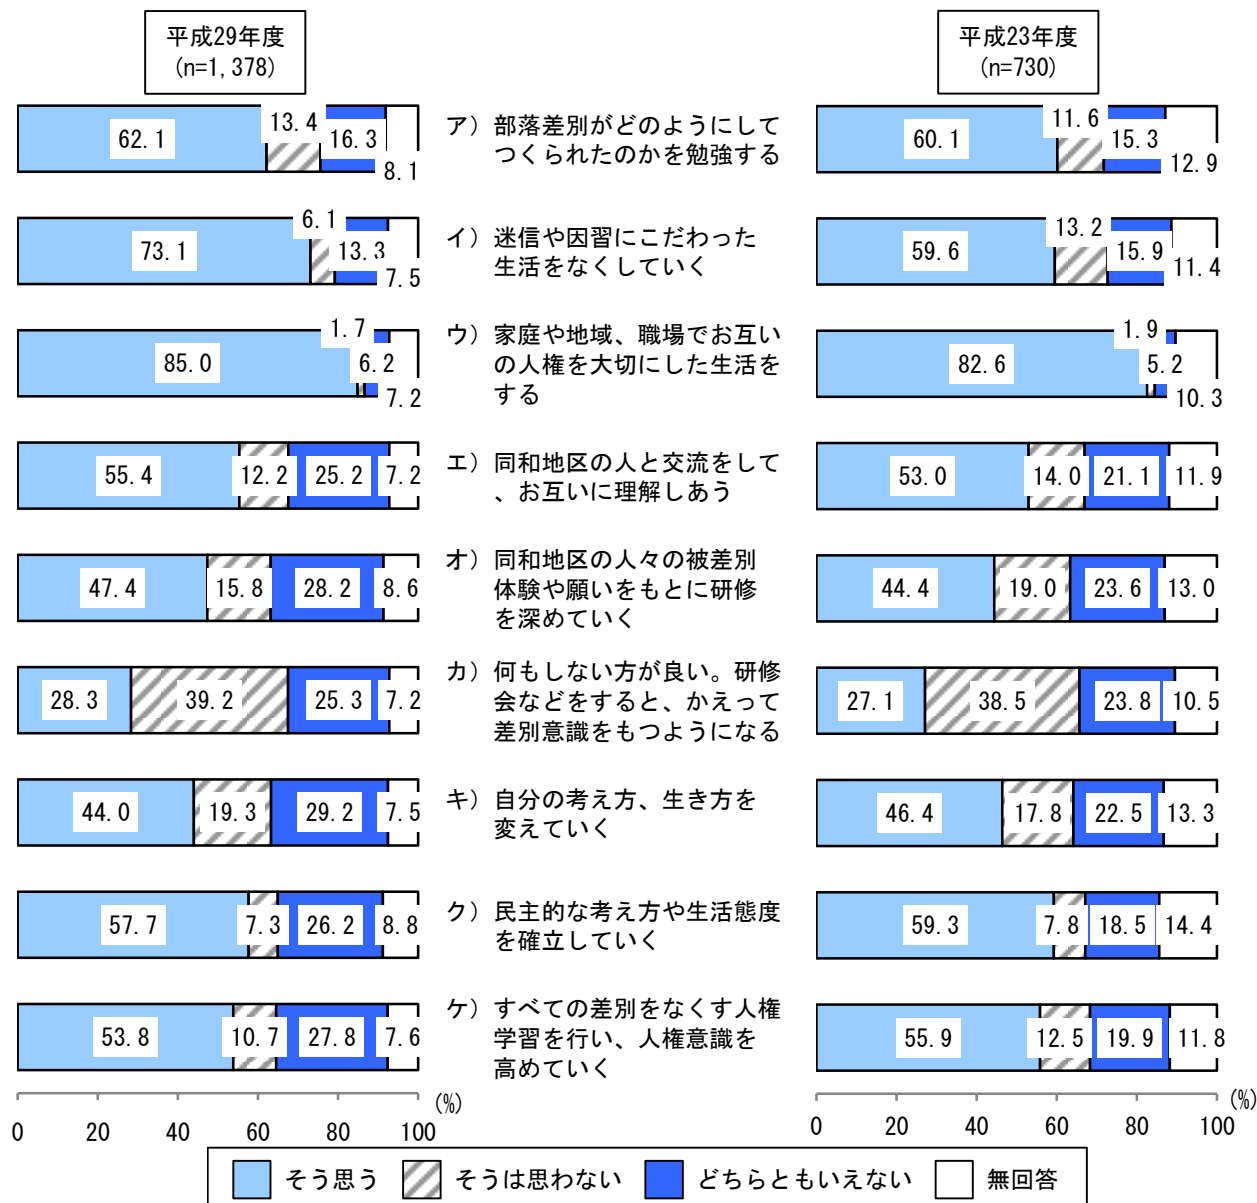 平成29年度
(n=1,378)
平成23年度
(n=730)
62.1
13.4
16.3
8.1
ア) 部落差別がどのようにして
つくられたのかを勉強する
60.1
11.6
15.3
12.9
73.1
6.1
13.3
7.5
イ) 迷信や因習にこだわった
生活をなくしていく
59.6
13.2
15.9
11.4
85.0
1.7
6.2
7.2
ウ) 家庭や地域、職場でお互い
の人権を大切にした生活を
する
82.6
1.9
5.2
10.3
55.4
12.2
25.2
7.2
エ) 同和地区の人と交流をして
、お互いに理解しあう
53.0
14.0
21.1
11.9
47.4
15.8
28.2
8.6
オ) 同和地区の人々の被差別
体験や願いをもとに研修
を深めていく
44.4
19.0
23.6
13.0
28.3
39.2
25.3
7.2
カ) 何もしない方が良い。研修
会などをすると、かえって
差別意識をもつようになる
27.1
38.5
23.8
10.5
44.0
19.3
29.2
7.5
キ) 自分の考え方、生き方を
変えていく
46.4
17.8
22.5
13.3
57.7
7.3
26.2
8.8
ク) 民主的な考え方や生活態度
を確立していく
59.3
7.8
18.5
14.4
53.8
10.7
27.8
7.6
ケ) すべての差別をなくす人権
学習を行い、人権意識を
高めていく
55.9
12.5
19.9
11.8
0 20 40 60 80 100 (%)
0 20 40 60 80 100 (%)
そう思う そうは思わない どちらともいえない 無回答